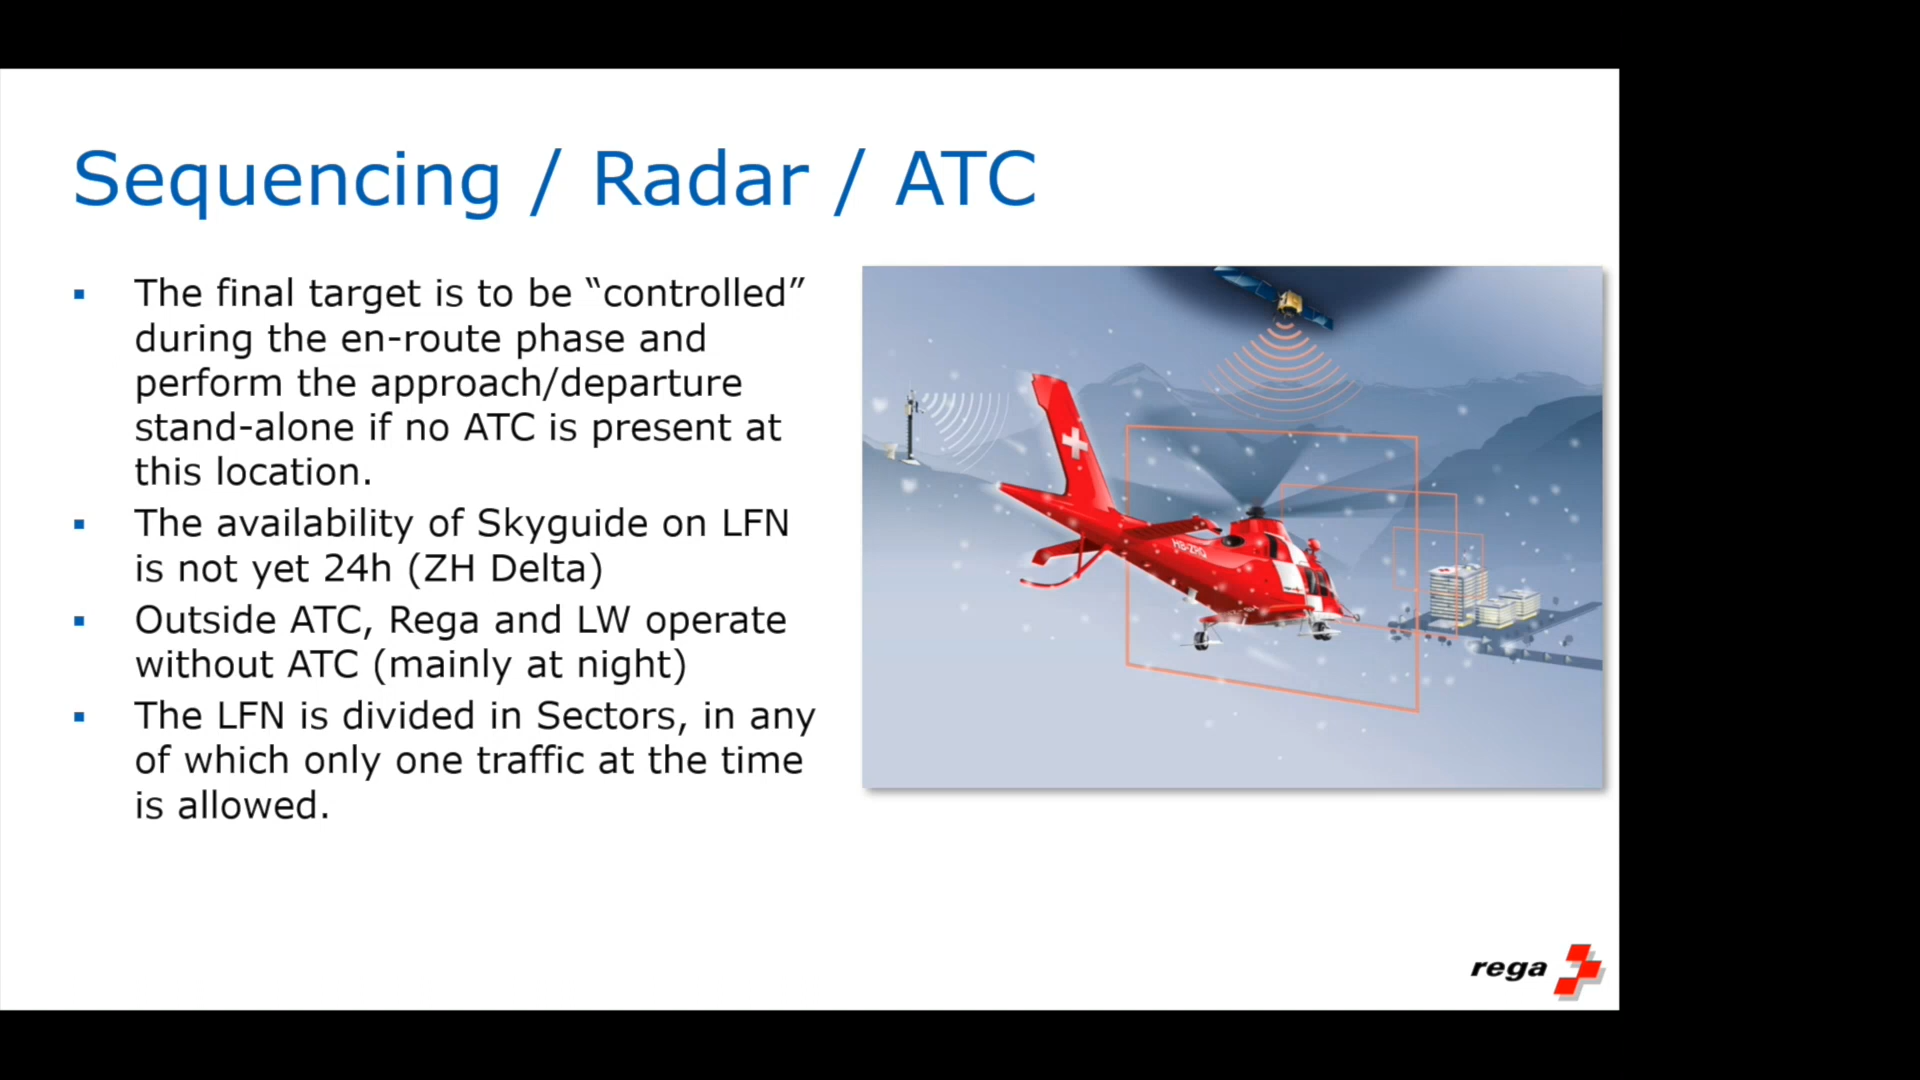 Sequencing / Radar / ATC
▪ The final target is to be “controlled”
during the en-route phase and
perform the approach/departure
stand-alone if no ATC is present at
this location.
▪ The availability of Skyguide on LFN
is not yet 24h (ZH Delta)
▪ Outside ATC, Rega and LW operate
without ATC (mainly at night)
▪ The LFN is divided in Sectors, in any
of which only one traffic at the time
is allowed.
HB-ZRQ
rega